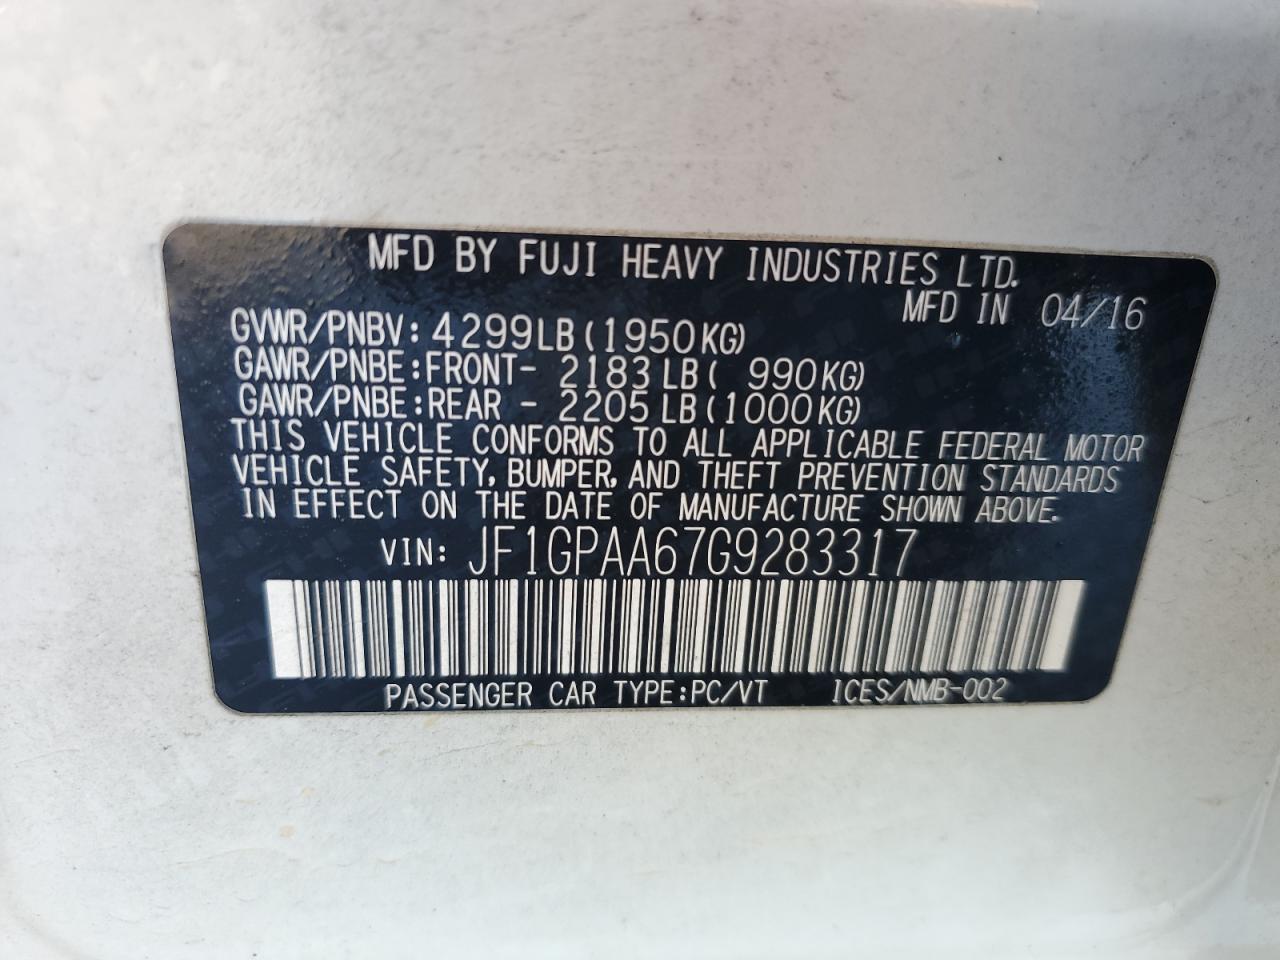 MFD BY FUJI HEAVY INDUSTRIES LTD.
MFD IN 04/16
GVWR/PNBV: 4299LB(1950KG)
GAWR/PNBE:FRONT- 2183LB( 990KG)
GAWR/PNBE:REAR - 2205LB(1000KG)
THIS VEHICLE CONFORMS TO ALL APPLICABLE FEDERAL MOTOR
VEHICLE SAFETY, BUMPER, AND THEFT PREVENTION STANDARDS
IN EFFECT ON THE DATE OF MANUFACTURE SHOWN ABOVE.
VIN: JF1GPAA67G9283317
PASSENGER CAR TYPE:PC/VT ICES/NMB-002